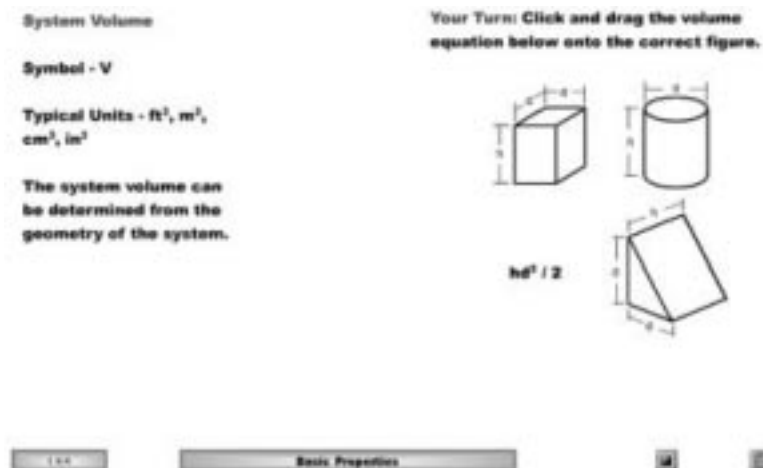 System Volume
Symbol - V
Typical Units - ft³, m³,
cm³, in³
The system volume can
be determined from the
geometry of the system.
Your Turn: Click and drag the volume
equation below onto the correct figure.
d
d
h
d
h
h
d
d
hd² / 2
Basic Properties